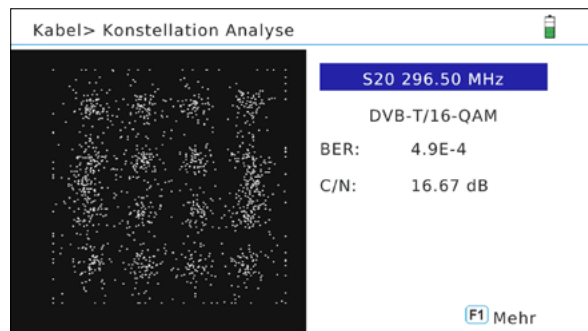 Kabel> Konstellation Analyse
S20 296.50 MHz
DVB-T/16-QAM
BER: 4.9E-4
C/N: 16.67 dB
F1 Mehr